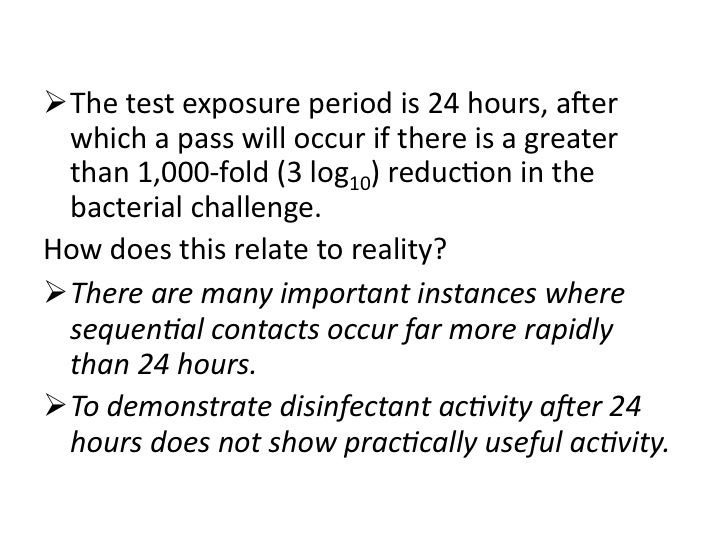 ➢The test exposure period is 24 hours, after
which a pass will occur if there is a greater
than 1,000-fold (3 log₁₀) reduction in the
bacterial challenge.
How does this relate to reality?
➢There are many important instances where
sequential contacts occur far more rapidly
than 24 hours.
➢To demonstrate disinfectant activity after 24
hours does not show practically useful activity.